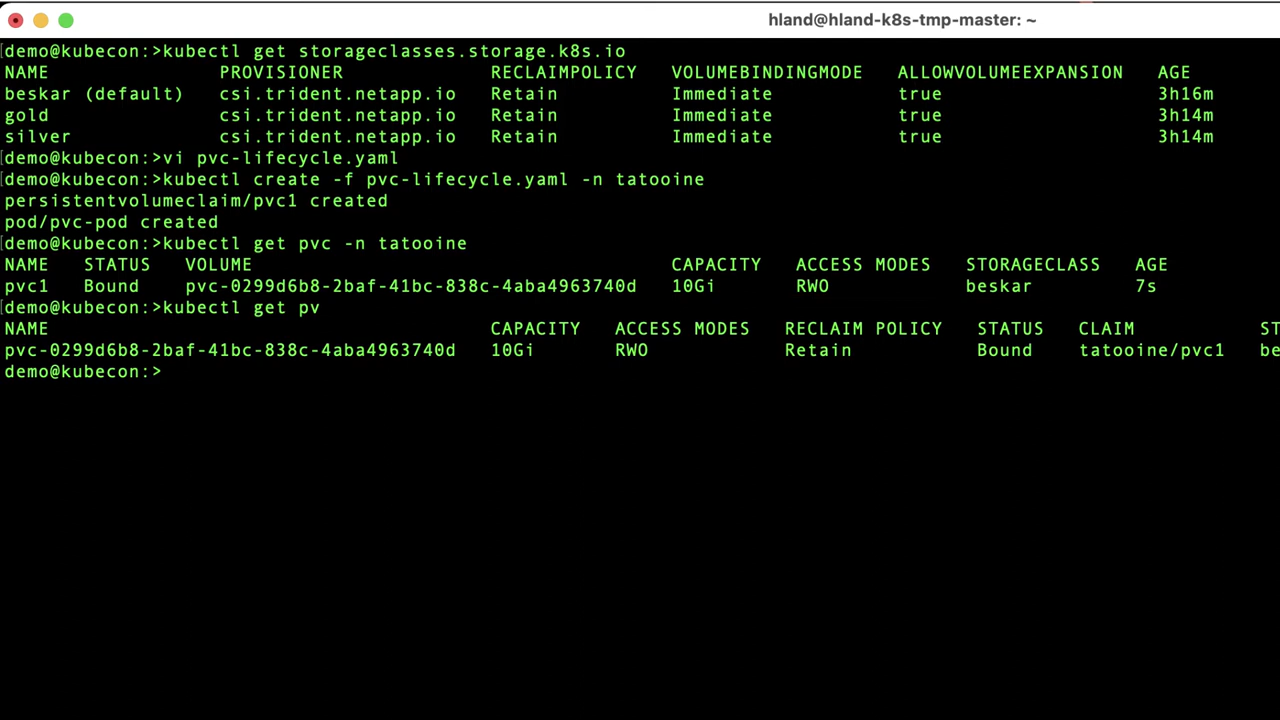 hland@hland-k8s-tmp-master: ~
[demo@kubecon:>kubectl get storageclasses.storage.k8s.io
NAME PROVISIONER RECLAIMPOLICY VOLUMEBINDINGMODE ALLOWVOLUMEEXPANSION AGE
beskar (default) csi.trident.netapp.io Retain Immediate true 3h16m
gold csi.trident.netapp.io Retain Immediate true 3h14m
silver csi.trident.netapp.io Retain Immediate true 3h14m
[demo@kubecon:>vi pvc-lifecycle.yaml
[demo@kubecon:>kubectl create -f pvc-lifecycle.yaml -n tatooine
persistentvolumeclaim/pvc1 created
pod/pvc-pod created
[demo@kubecon:>kubectl get pvc -n tatooine
NAME STATUS VOLUME CAPACITY ACCESS MODES STORAGECLASS AGE
pvc1 Bound pvc-0299d6b8-2baf-41bc-838c-4aba4963740d 10Gi RWO beskar 7s
[demo@kubecon:>kubectl get pv
NAME CAPACITY ACCESS MODES RECLAIM POLICY STATUS CLAIM ST
pvc-0299d6b8-2baf-41bc-838c-4aba4963740d 10Gi RWO Retain Bound tatooine/pvc1 be
demo@kubecon:>